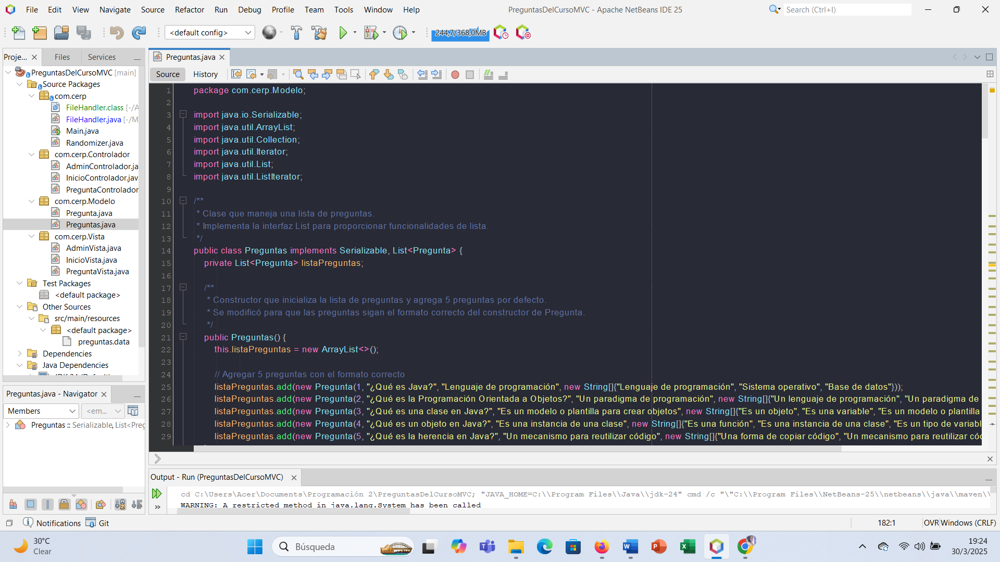 File Edit View Navigate Source Refactor Run Debug Profile Team Tools Window Help
PreguntasDelCursoMVC - Apache NetBeans IDE 25
Search (Ctrl+I)
<default config>
244,7/368,0MB
Proje... Files Services
PreguntasDelCursoMVC [main]
Source Packages
com.cerp
FileHandler.class [-/A
FileHandler.java [-/M
Main.java
Randomizer.java
com.cerp.Controlador
AdminControlador.ja
InicioControlador.jav
PreguntaControlador
com.cerp.Modelo
Pregunta.java
Preguntas.java
com.cerp.Vista
AdminVista.java
InicioVista.java
PreguntaVista.java
Test Packages
<default package>
Other Sources
src/main/resources
<default package>
preguntas.data
Dependencies
Java Dependencies
Preguntas.java - Navigator
Members <em...
Preguntas :: Serializable, List<Preg
Preguntas.java
Source History
1 package com.cerp.Modelo;
2
3 import java.io.Serializable;
4 import java.util.ArrayList;
5 import java.util.Collection;
6 import java.util.Iterator;
7 import java.util.List;
8 import java.util.ListIterator;
9
10 /**
11 * Clase que maneja una lista de preguntas.
12 * Implementa la interfaz List para proporcionar funcionalidades de lista.
13 */
14 public class Preguntas implements Serializable, List<Pregunta> {
15 private List<Pregunta> listaPreguntas;
16
17 /**
18 * Constructor que inicializa la lista de preguntas y agrega 5 preguntas por defecto.
19 * Se modificó para que las preguntas sigan el formato correcto del constructor de Pregunta.
20 */
21 public Preguntas() {
22 this.listaPreguntas = new ArrayList<>();
23
24 // Agregar 5 preguntas con el formato correcto
25 listaPreguntas.add(new Pregunta(1, "¿Qué es Java?", "Lenguaje de programación", new String[]{"Lenguaje de programación", "Sistema operativo", "Base de datos"}));
26 listaPreguntas.add(new Pregunta(2, "¿Qué es la Programación Orientada a Objetos?", "Un paradigma de programación", new String[]{"Un lenguaje de programación", "Un paradigma de
27 listaPreguntas.add(new Pregunta(3, "¿Qué es una clase en Java?", "Es un modelo o plantilla para crear objetos", new String[]{"Es un objeto", "Es una variable", "Es un modelo o plantilla
28 listaPreguntas.add(new Pregunta(4, "¿Qué es un objeto en Java?", "Es una instancia de una clase", new String[]{"Es una función", "Es una instancia de una clase", "Es un tipo de variabl
29 listaPreguntas.add(new Pregunta(5, "¿Qué es la herencia en Java?", "Un mecanismo para reutilizar código", new String[]{"Una forma de copiar código", "Un mecanismo para reutilizar cód
Output - Run (PreguntasDelCursoMVC)
cd C:\Users\Acer\Documents\Programación 2\PreguntasDelCursoMVC; "JAVA_HOME=C:\\Program Files\\Java\\jdk-24" cmd /c "\"C:\\Program Files\\NetBeans-25\\netbeans\\java\\maven\\
WARNING: A restricted method in java.lang.System has been called
Notifications Git
182:1 OVR Windows (CRLF)
30°C
Clear
Búsqueda
19:24
30/3/2025